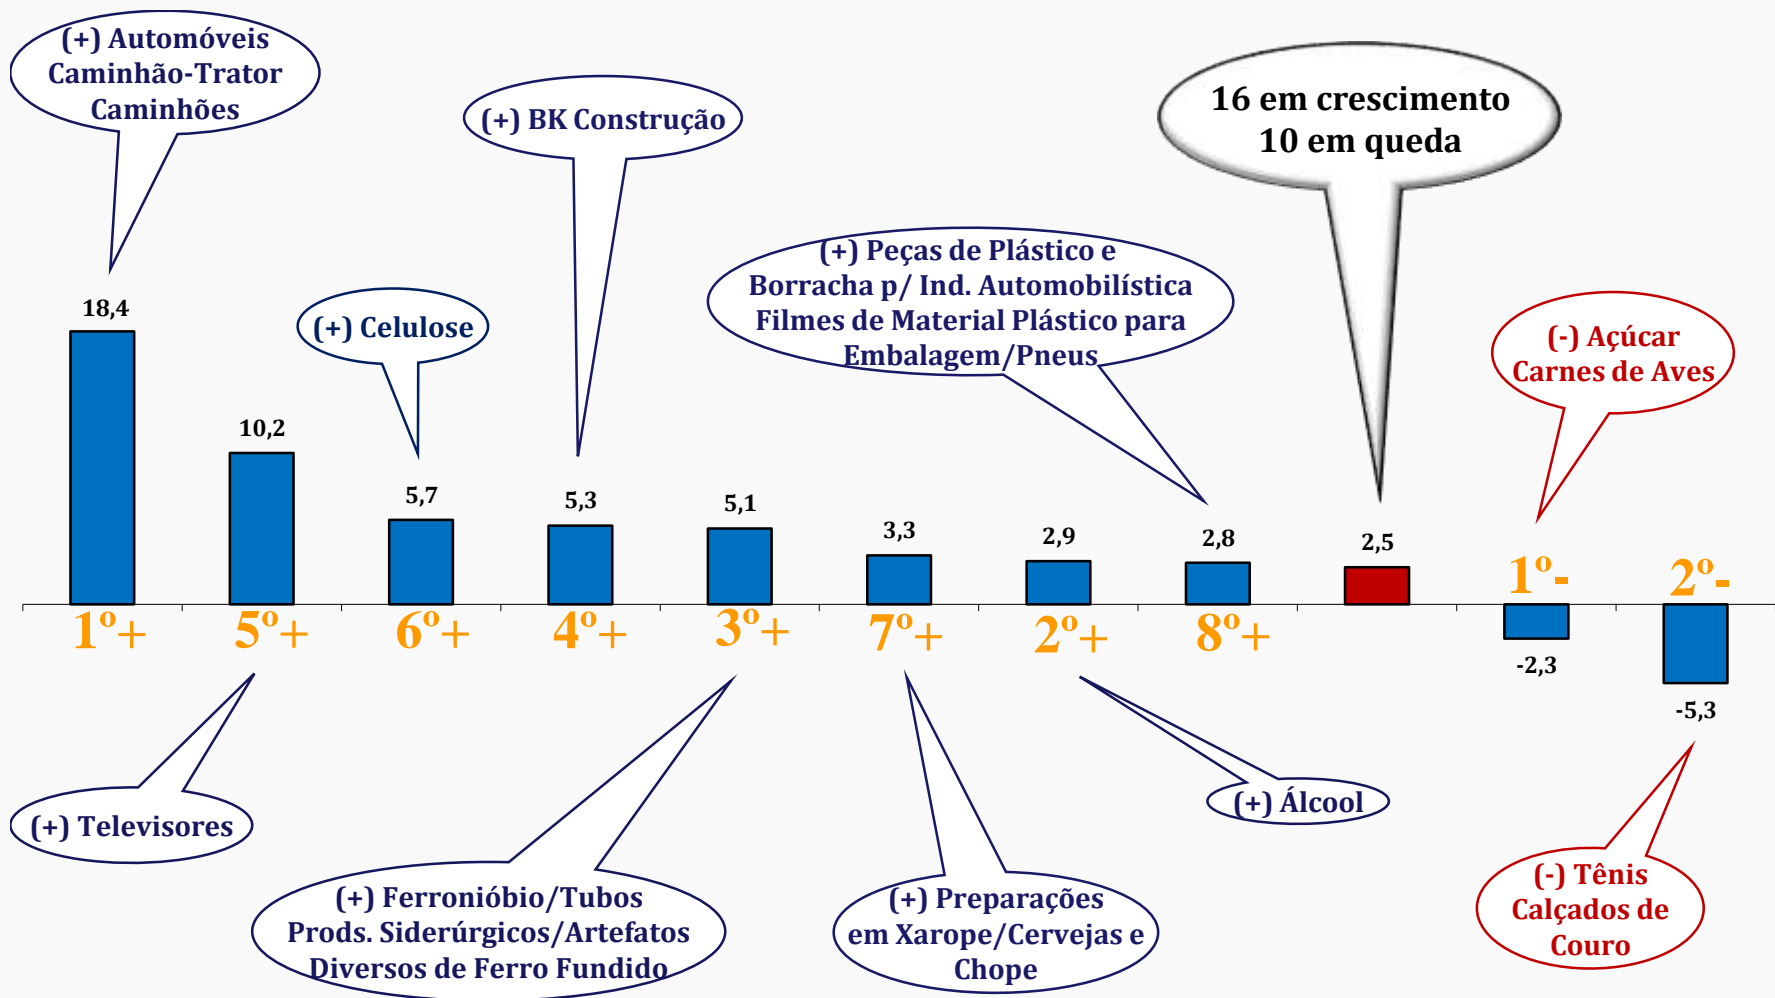 (+) Automóveis
Caminhão-Trator
Caminhões
(+) BK Construção
16 em crescimento
10 em queda
(+) Peças de Plástico e
Borracha p/ Ind. Automobilística
Filmes de Material Plástico para
Embalagem/Pneus
(+) Celulose
(-) Açúcar
Carnes de Aves
18,4
10,2
5,7
5,3
5,1
3,3
2,9
2,8
2,5
-2,3
-5,3
1º+
5º+
6º+
4º+
3º+
7º+
2º+
8º+
1º-
2º-
(+) Televisores
(+) Ferronióbio/Tubos
Prods. Siderúrgicos/Artefatos
Diversos de Ferro Fundido
(+) Preparações
em Xarope/Cervejas e
Chope
(+) Álcool
(-) Tênis
Calçados de
Couro